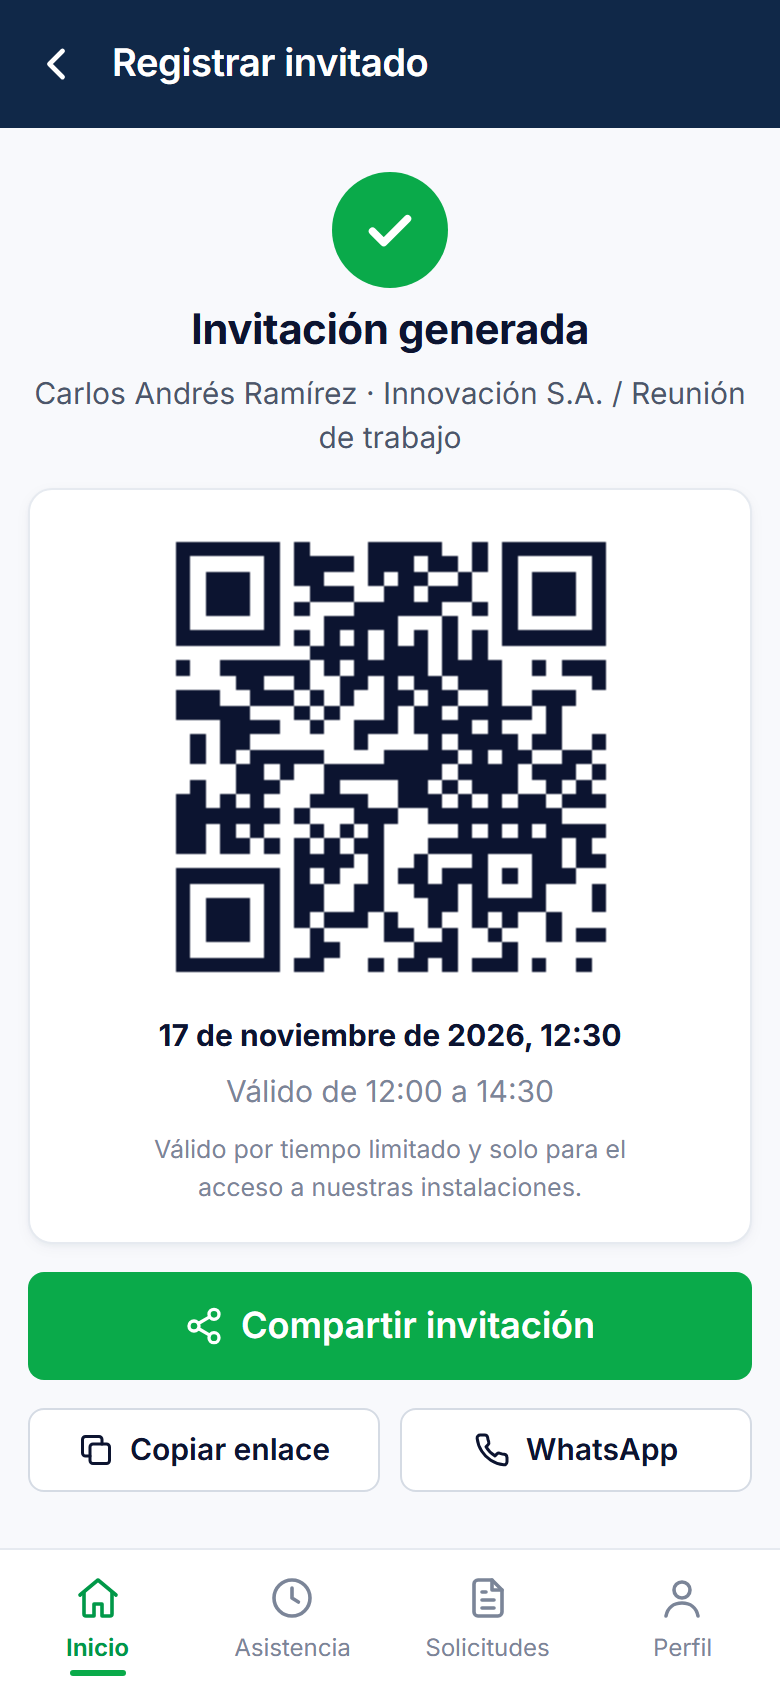 Registrar invitado
Invitación generada
Carlos Andrés Ramírez · Innovación S.A. / Reunión
de trabajo
17 de noviembre de 2026, 12:30
Válido de 12:00 a 14:30
Válido por tiempo limitado y solo para el
acceso a nuestras instalaciones.
Compartir invitación
Copiar enlace
WhatsApp
Inicio
Asistencia
Solicitudes
Perfil